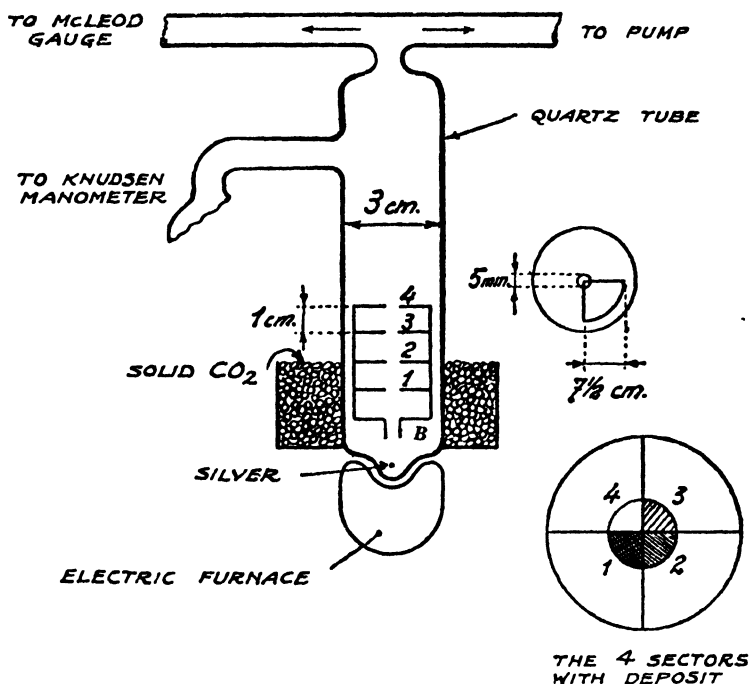 TO McLEOD
GAUGE
TO PUMP
QUARTZ TUBE
TO KNUDSEN
MANOMETER
3 cm.
5 mm.
4
1 cm.
3
2
SOLID CO2
1
7½ cm.
B
SILVER
4 3
1 2
ELECTRIC FURNACE
THE 4 SECTORS
WITH DEPOSIT